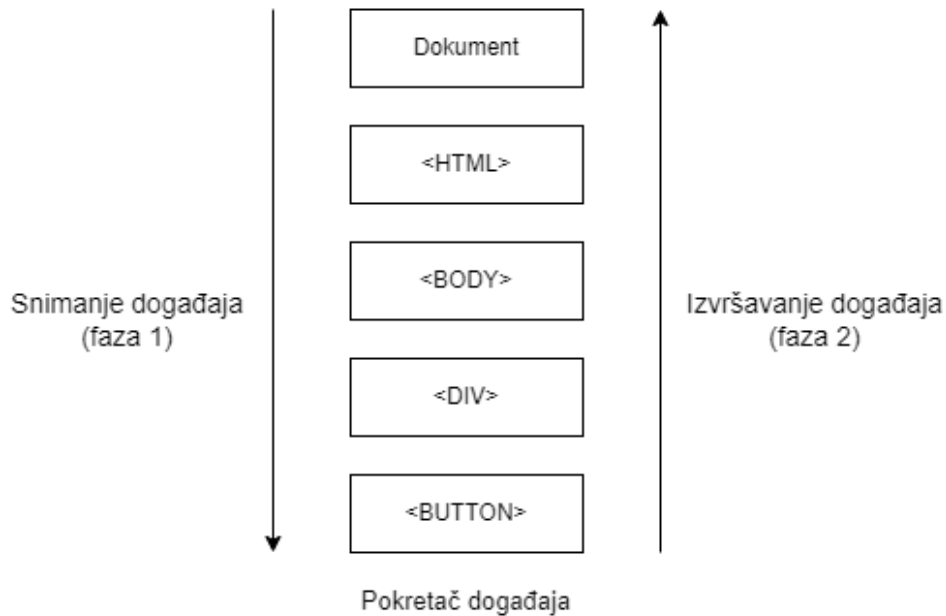 Dokument
<HTML>
<BODY>
Snimanje događaja
(faza 1)
Izvršavanje događaja
(faza 2)
<DIV>
<BUTTON>
Pokretač događaja